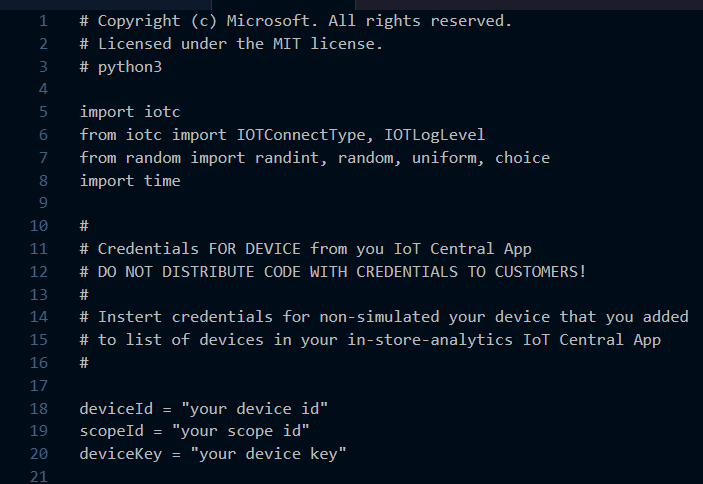 1 # Copyright (c) Microsoft. All rights reserved.
2 # Licensed under the MIT license.
3 # python3
4
5 import iotc
6 from iotc import IOTConnectType, IOTLogLevel
7 from random import randint, random, uniform, choice
8 import time
9
10 #
11 # Credentials FOR DEVICE from you IoT Central App
12 # DO NOT DISTRIBUTE CODE WITH CREDENTIALS TO CUSTOMERS!
13 #
14 # Instert credentials for non-simulated your device that you added
15 # to list of devices in your in-store-analytics IoT Central App
16 #
17
18 deviceId = "your device id"
19 scopeId = "your scope id"
20 deviceKey = "your device key"
21